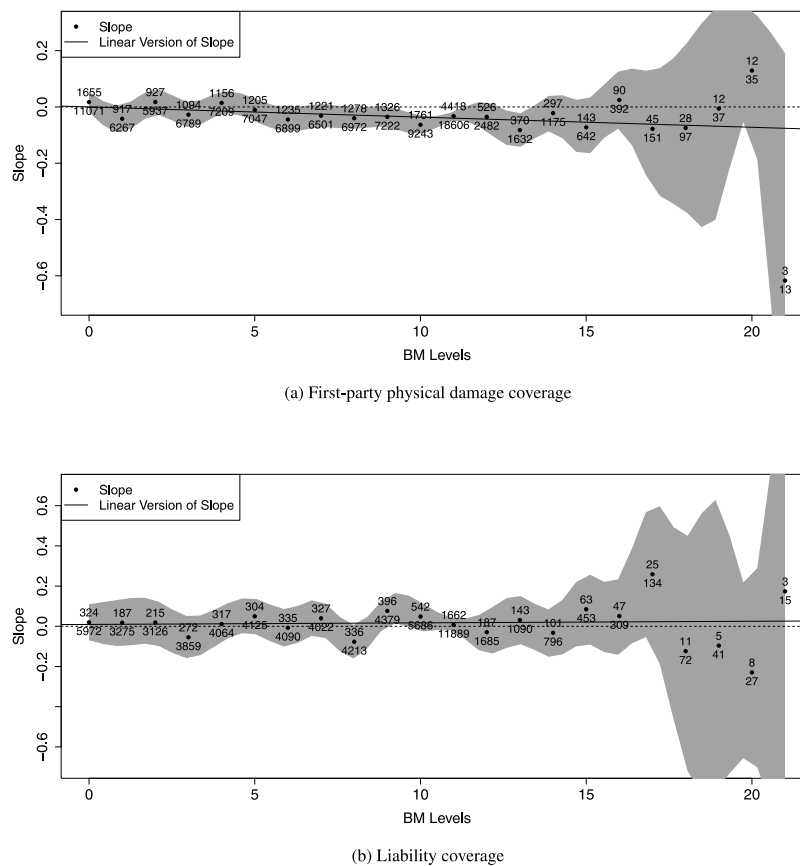 Slope
Linear Version of Slope
0.2
0.0
−0.2
−0.4
−0.6
Slope
1655 917 927 1094 1156 1205 1235 1221 1278 1326 1761 4418 526 370 297 143 90 45 28 12 12 3
11071 6267 5937 6789 7209 7047 6899 6501 6972 7222 9243 18606 2482 1632 1175 642 392 151 97 37 35 13
0 5 10 15 20
BM Levels
(a) First-party physical damage coverage
Slope
Linear Version of Slope
0.6
0.4
0.2
0.0
−0.2
−0.6
Slope
324 187 215 272 317 304 335 327 336 396 542 1662 187 143 101 63 47 25 11 5 8 3
5972 3275 3126 3859 4064 4125 4090 4022 4213 4379 5686 11889 1685 1090 796 453 309 134 72 41 27 15
0 5 10 15 20
BM Levels
(b) Liability coverage